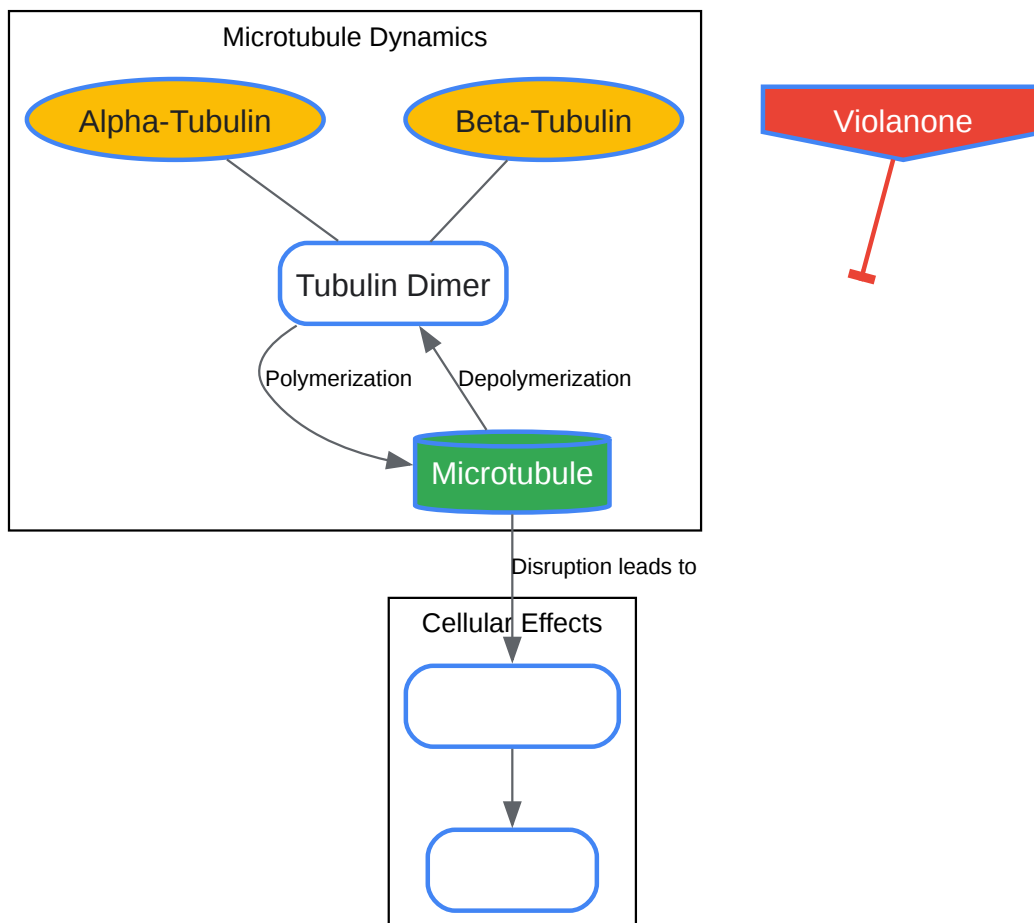 Microtubule Dynamics
Alpha-Tubulin
Beta-Tubulin
Violanone
Tubulin Dimer
Polymerization
Depolymerization
Microtubule
Disruption leads to
Cellular Effects